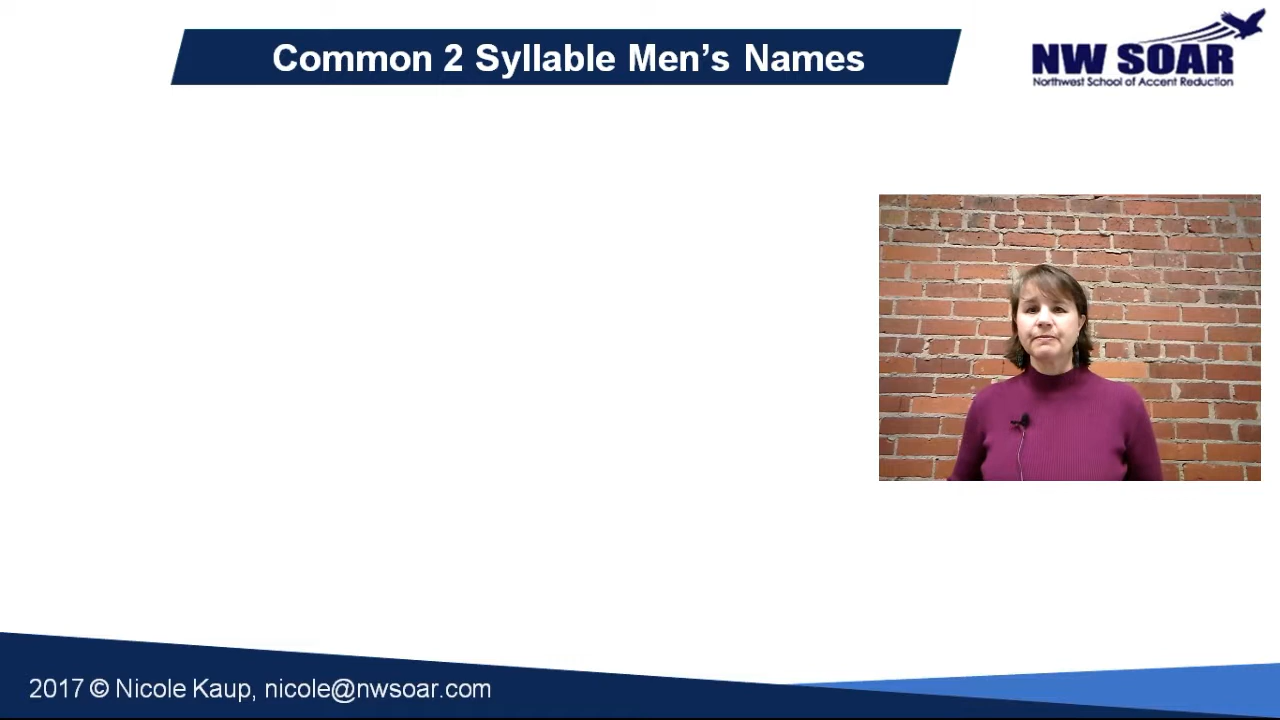 Common 2 Syllable Men's Names
NW SOAR
Northwest School of Accent Reduction
2017 © Nicole Kaup, nicole@nwsoar.com